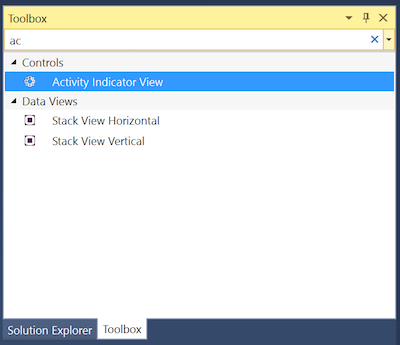 Toolbox
ac
Controls
Activity Indicator View
Data Views
Stack View Horizontal
Stack View Vertical
Solution Explorer Toolbox